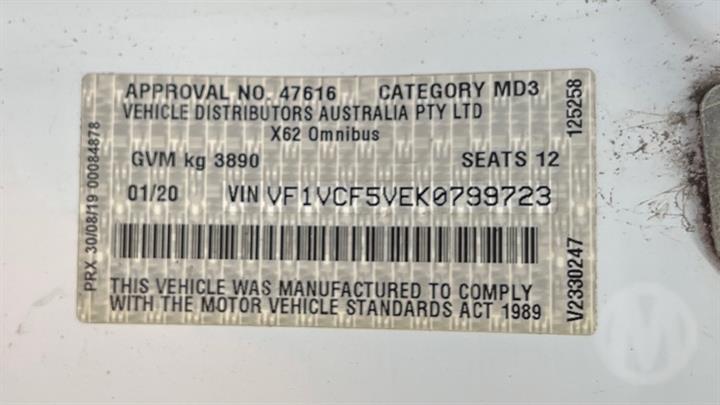 APPROVAL NO. 47616 CATEGORY MD3
VEHICLE DISTRIBUTORS AUSTRALIA PTY LTD
X62 Omnibus
GVM kg 3890 SEATS 12
01/20 VIN VF1VCF5VEK0799723
THIS VEHICLE WAS MANUFACTURED TO COMPLY
WITH THE MOTOR VEHICLE STANDARDS ACT 1989
PRX 30/08/19 00084878
V2330247 125258
M